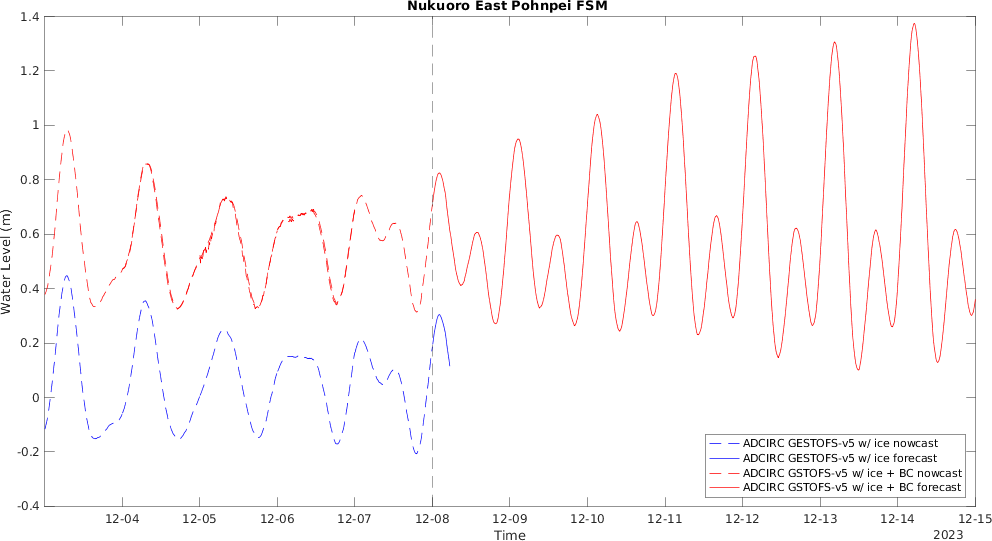 Nukuoro East Pohnpei FSM
Water Level (m)
1.4
1.2
1
0.8
0.6
0.4
0.2
0
-0.2
-0.4
ADCIRC GESTOFS-v5 w/ ice nowcast
ADCIRC GESTOFS-v5 w/ ice forecast
ADCIRC GSTOFS-v5 w/ ice + BC nowcast
ADCIRC GSTOFS-v5 w/ ice + BC forecast
12-04 12-05 12-06 12-07 12-08 12-09 12-10 12-11 12-12 12-13 12-14 12-15
Time
2023